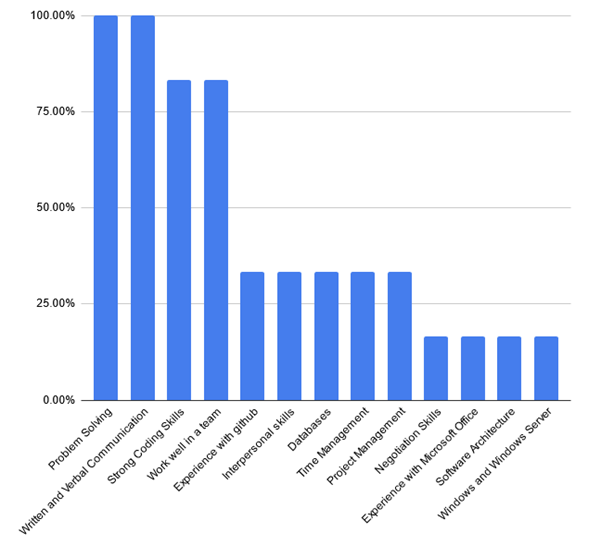 100.00%
75.00%
50.00%
25.00%
0.00%
Problem Solving
Written and Verbal Communication
Strong Coding Skills
Work well in a team
Experience with github
Interpersonal skills
Databases
Time Management
Project Management
Negotiation Skills
Experience with Microsoft Office
Software Architecture
Windows and Windows Server